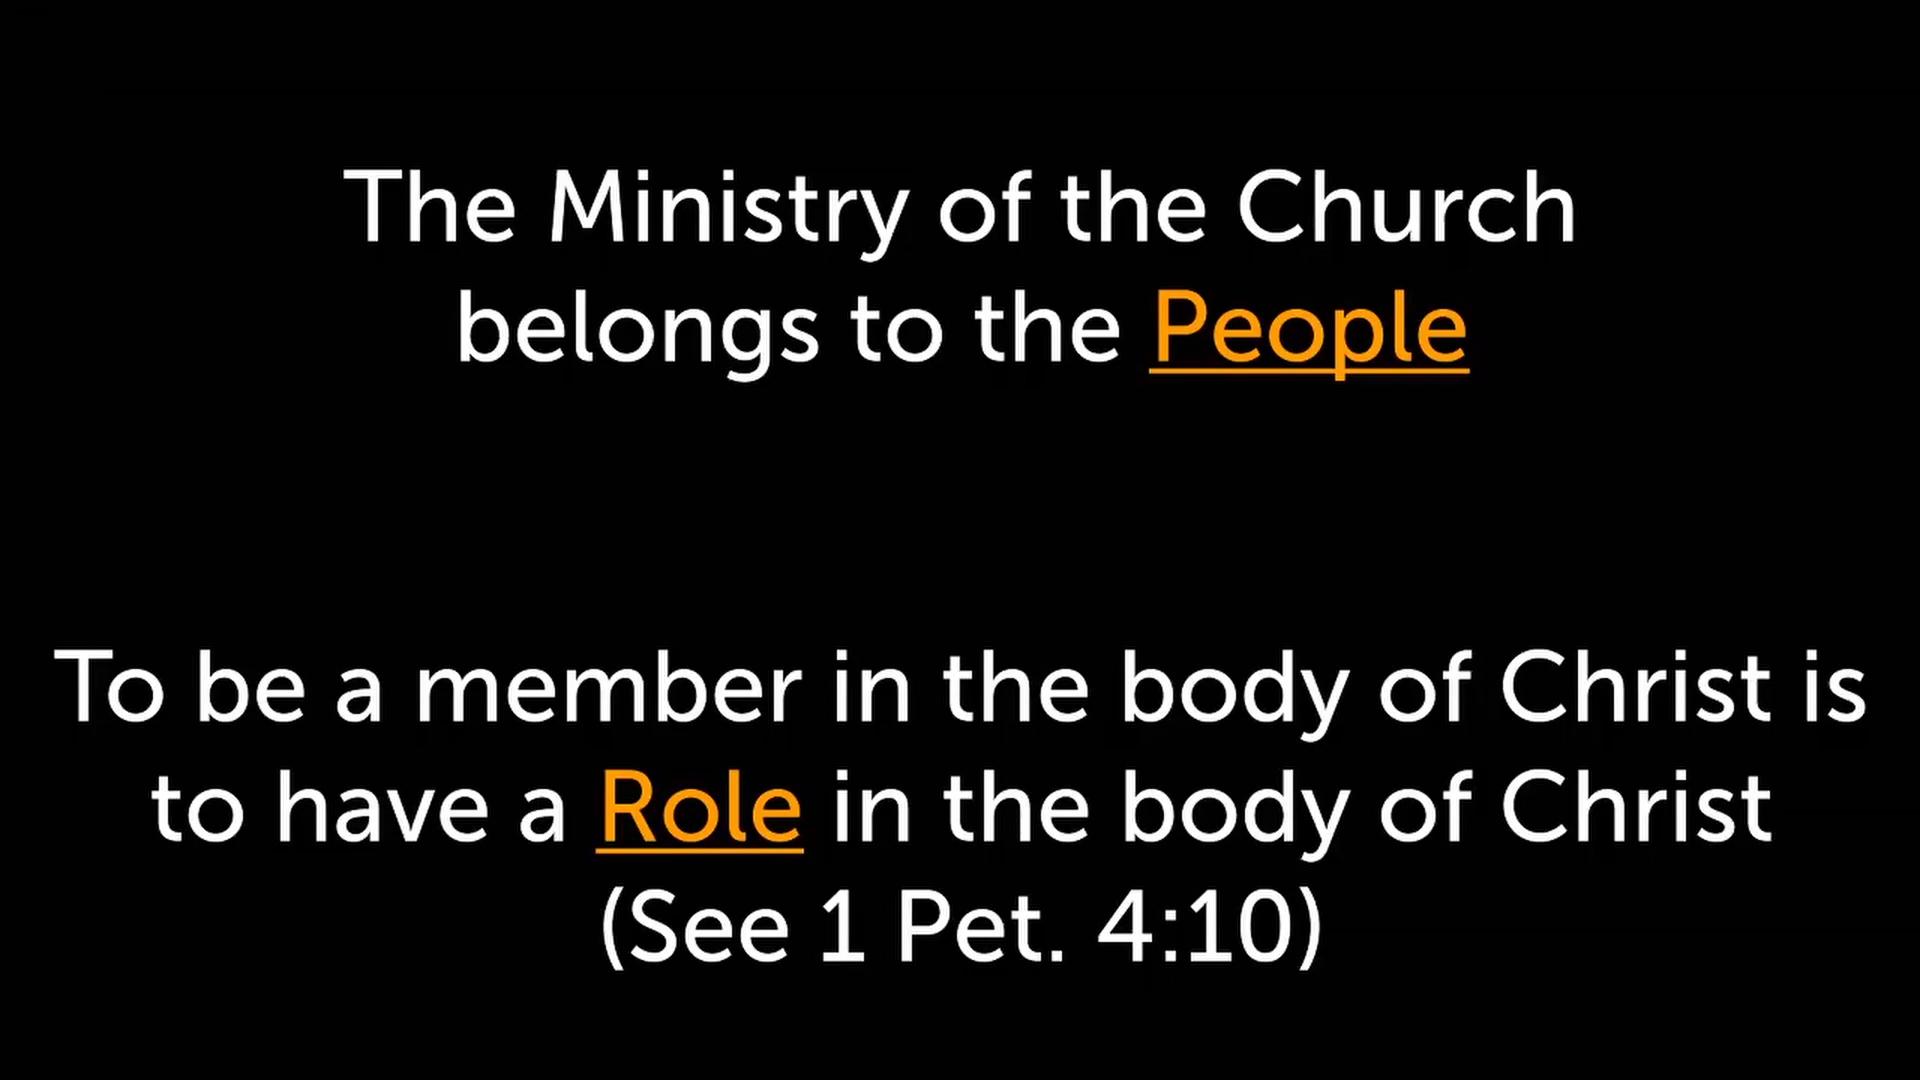 The Ministry of the Church
belongs to the People
To be a member in the body of Christ is
to have a Role in the body of Christ
(See 1 Pet. 4:10)